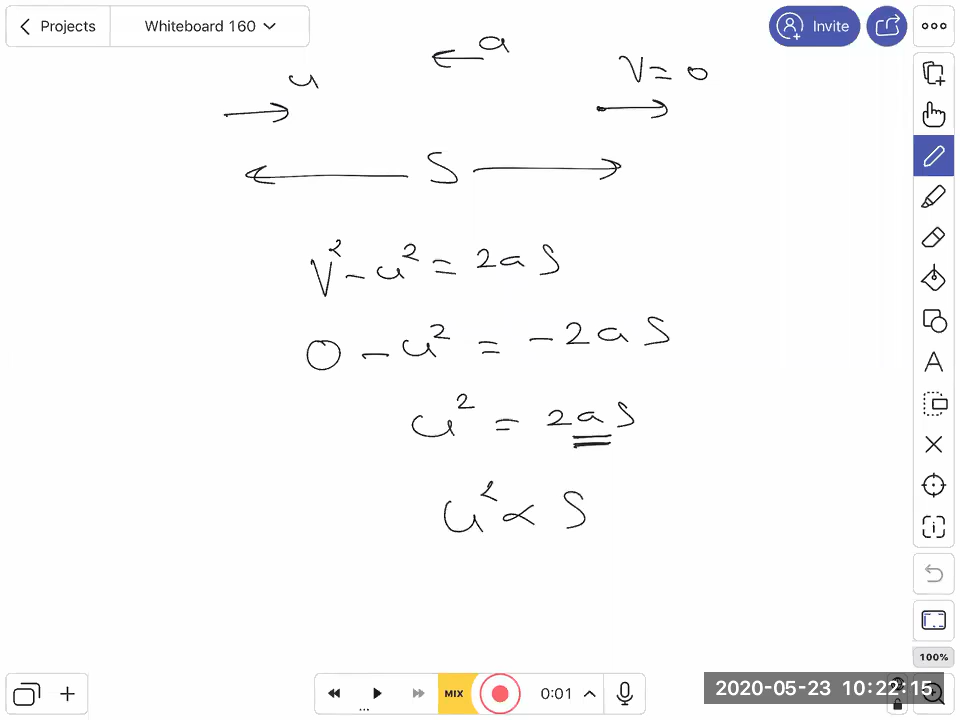 Projects
Whiteboard 160
Invite
a
u
V = 0
S
V² - u² = 2aS
0 - u² = -2aS
u² = 2aS
u² ∝ S
A
100%
MIX
0:01
2020-05-23 10:22:15